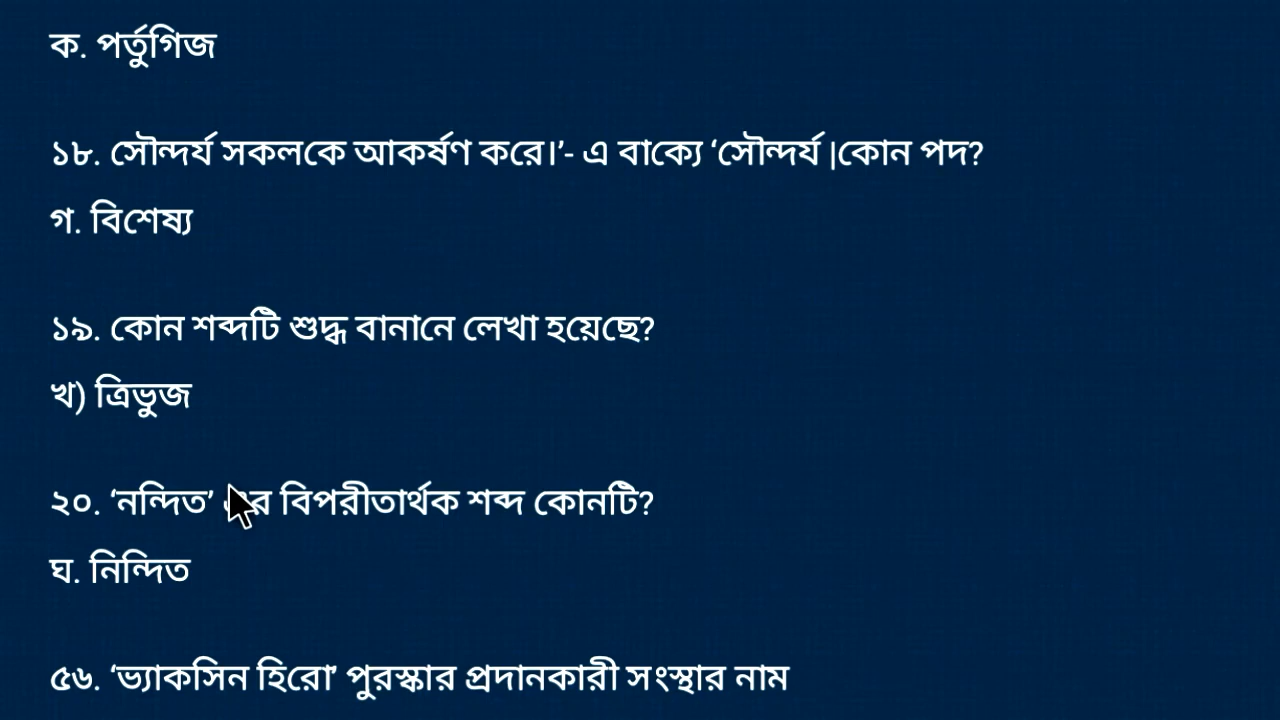 ক. পর্তুগিজ
১৮. সৌন্দর্য সকলকে আকর্ষণ করে।’- এ বাক্যে ‘সৌন্দর্য |কোন পদ?
গ. বিশেষ্য
১৯. কোন শব্দটি শুদ্ধ বানানে লেখা হয়েছে?
খ) ত্রিভুজ
২০. ‘নন্দিত’ বিপরীতার্থক শব্দ কোনটি?
ঘ. নিন্দিত
৫৬. ‘ভ্যাকসিন হিরো’ পুরস্কার প্রদানকারী সংস্থার নাম